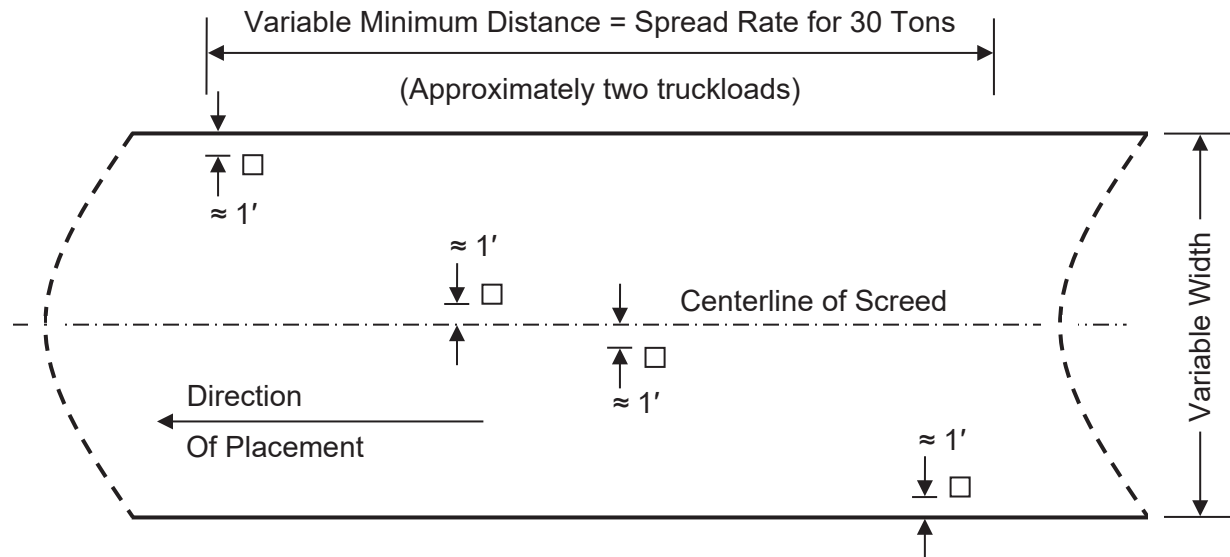 Variable Minimum Distance = Spread Rate for 30 Tons
(Approximately two truckloads)
≈ 1′
≈ 1′
Centerline of Screed
≈ 1′
Direction
Of Placement
≈ 1′
Variable Width